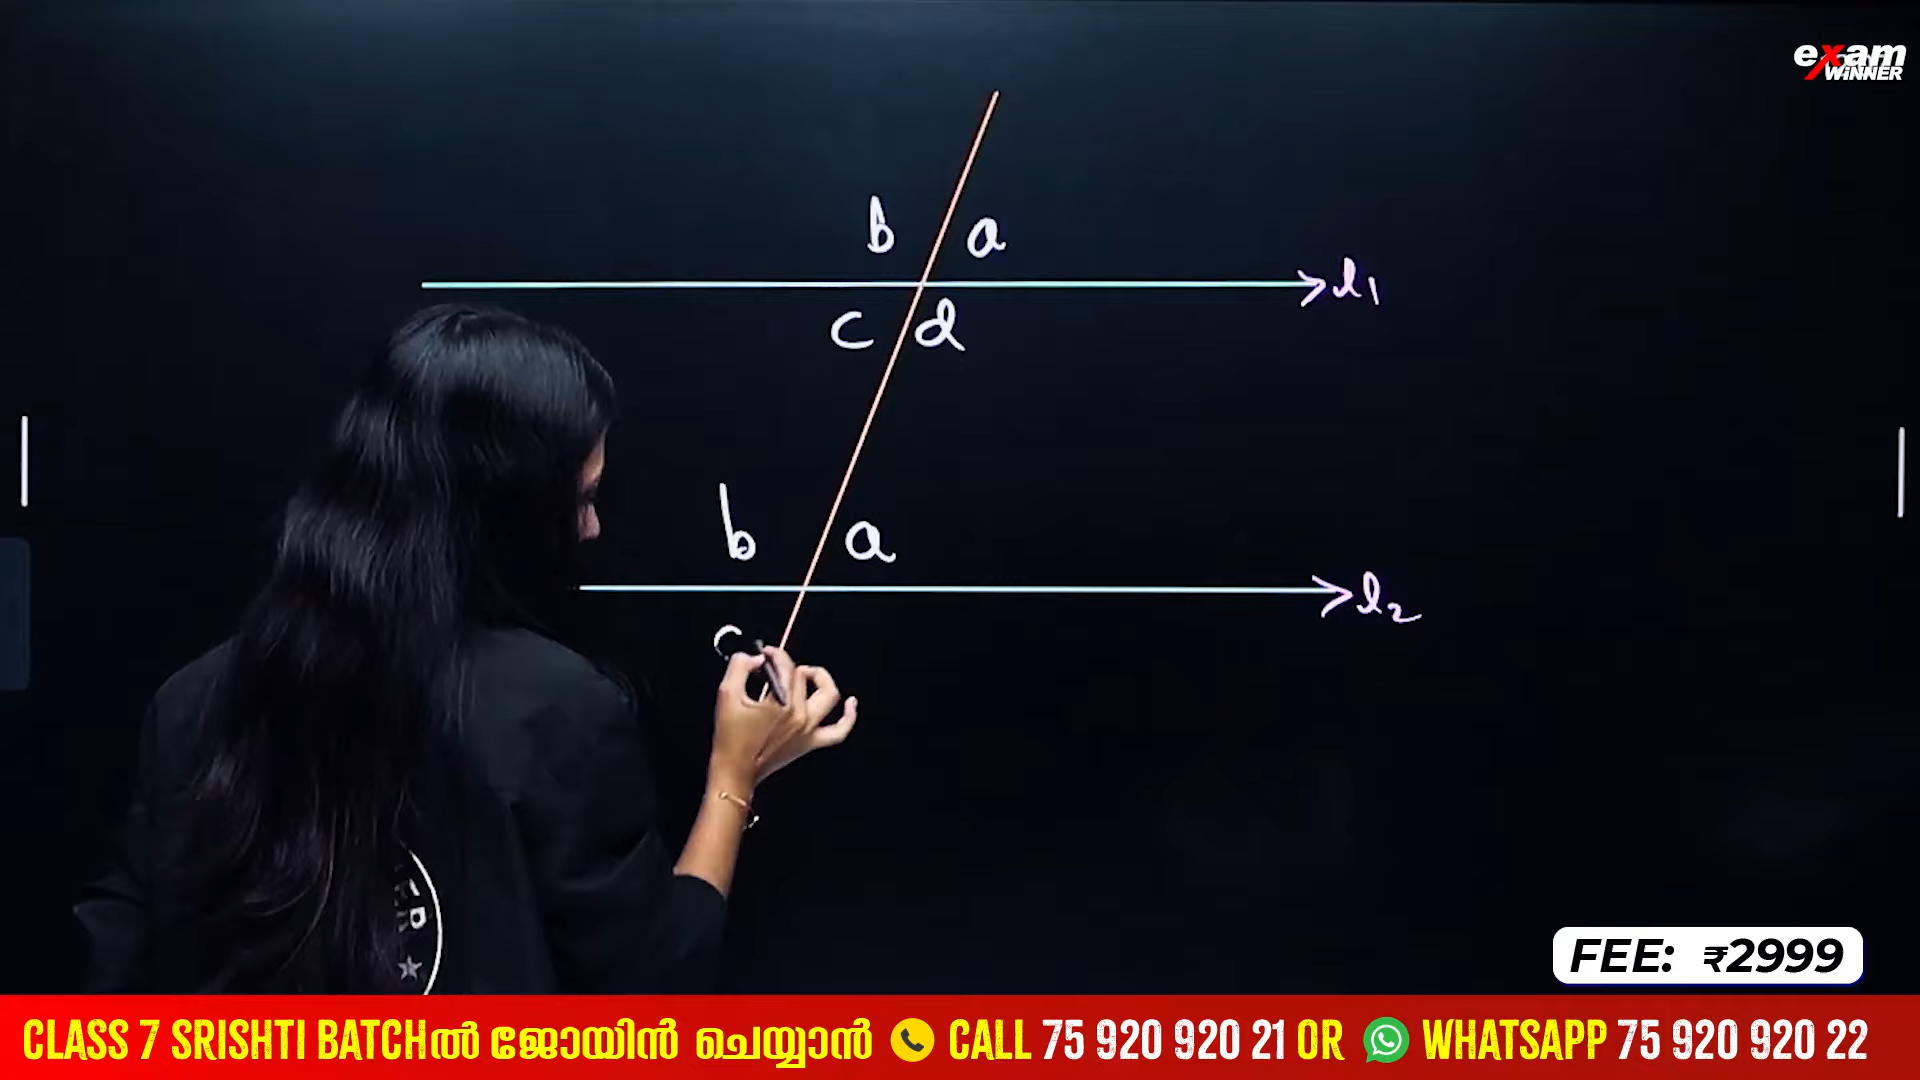 exam
WINNER
b a
l1
c d
b a
l2
c
ER
FEE: ₹2999
CLASS 7 SRISHTI BATCHൽ ജോയിൻ ചെയ്യാൻ CALL 75 920 920 21 OR WHATSAPP 75 920 920 22